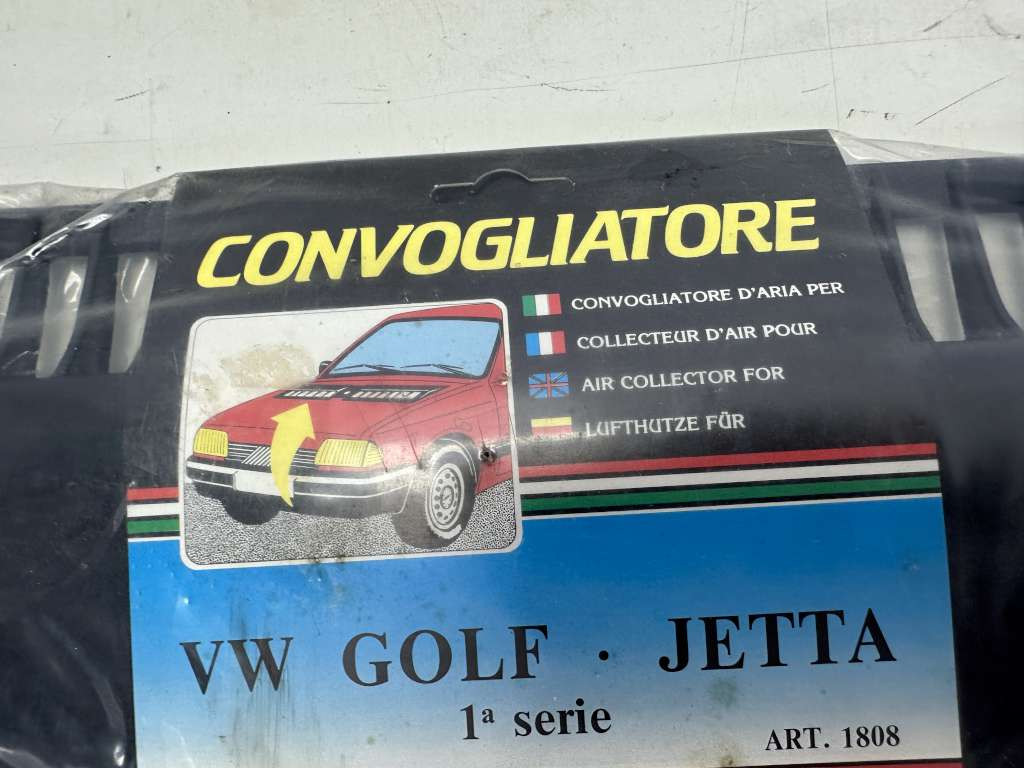 CONVOGLIATORE
CONVOGLIATORE D'ARIA PER
COLLECTEUR D'AIR POUR
AIR COLLECTOR FOR
LUFTHUTZE FÜR
VW GOLF · JETTA
1ª serie
ART. 1808